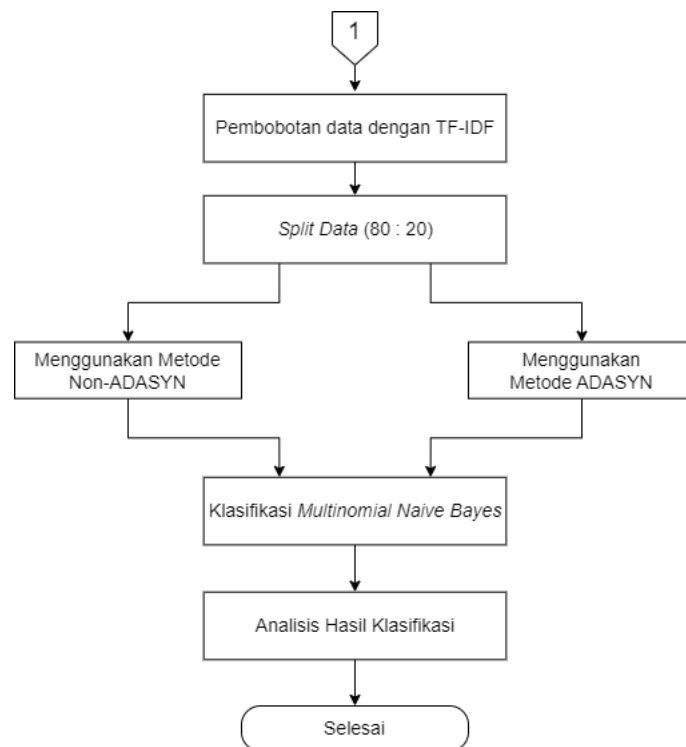 1
Pembobotan data dengan TF-IDF
Split Data (80 : 20)
Menggunakan Metode
Non-ADASYN
Menggunakan
Metode ADASYN
Klasifikasi Multinomial Naive Bayes
Analisis Hasil Klasifikasi
Selesai